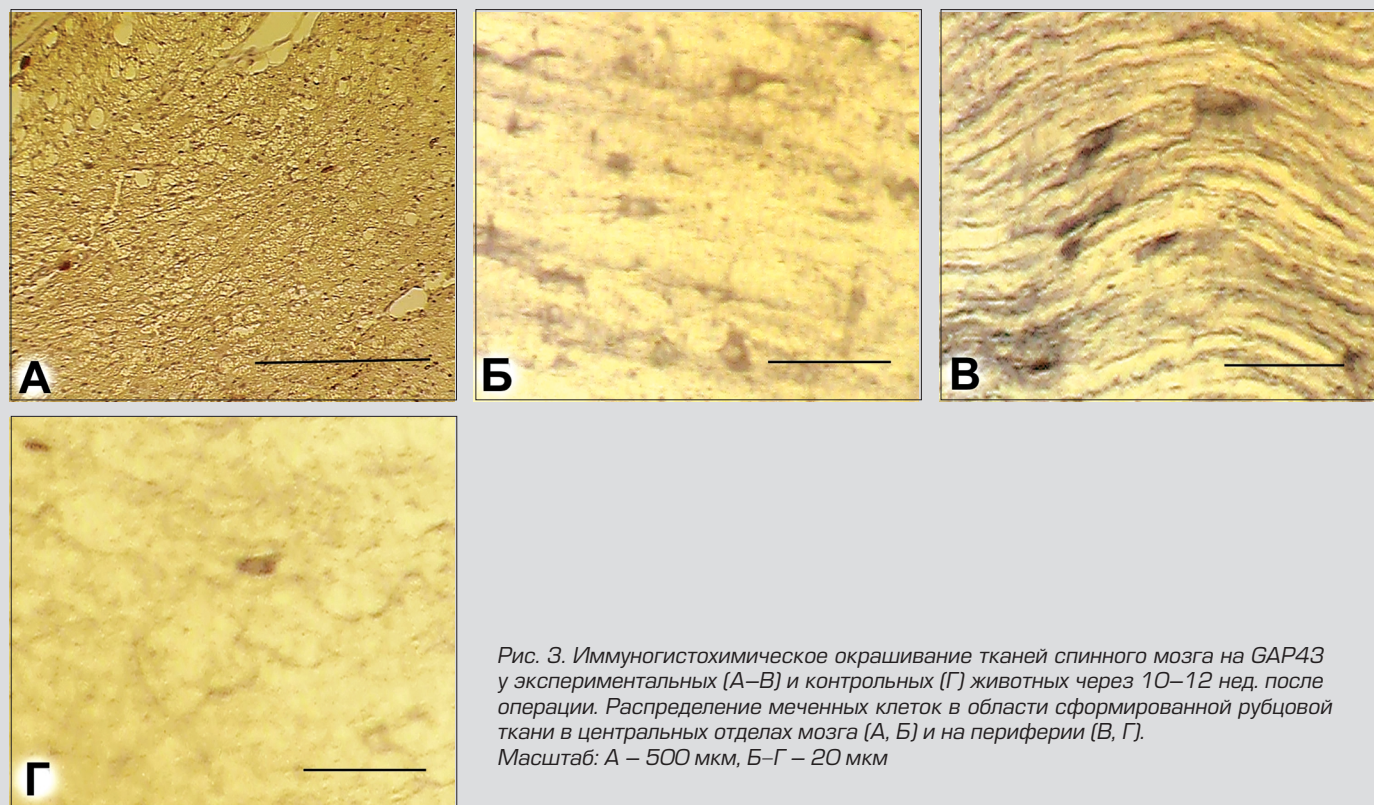 А
Б
В
Г
Рис. 3. Иммуногистохимическое окрашивание тканей спинного мозга на GAP43
у экспериментальных (А–В) и контрольных (Г) животных через 10–12 нед. после
операции. Распределение меченных клеток в области сформированной рубцовой
ткани в центральных отделах мозга (А, Б) и на периферии (В, Г).
Масштаб: А – 500 мкм, Б–Г – 20 мкм